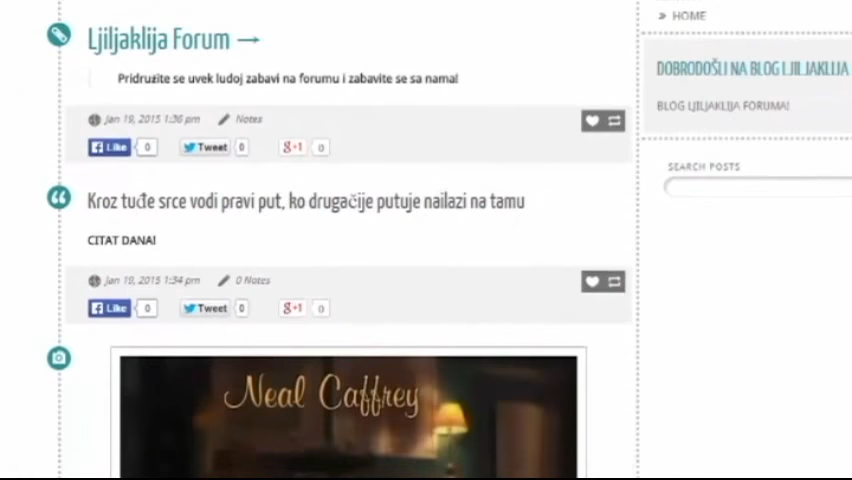 Ljiljaklija Forum →
Pridružite se uvek ludoj zabavi na forumu i zabavite se sa nama!
Jan 19, 2015 1:36 pm Notes
Like 0 Tweet 0 g+1 0
Kroz tuđe srce vodi pravi put, ko drugačije putuje nailazi na tamu
CITAT DANA!
Jan 19, 2015 1:34 pm 0 Notes
Like 0 Tweet 0 g+1 0
Neal Caffrey
» HOME
DOBRODOŠLI NA BLOG LJILJAKLIJA
BLOG LJILJAKLIJA FORUMA!
SEARCH POSTS